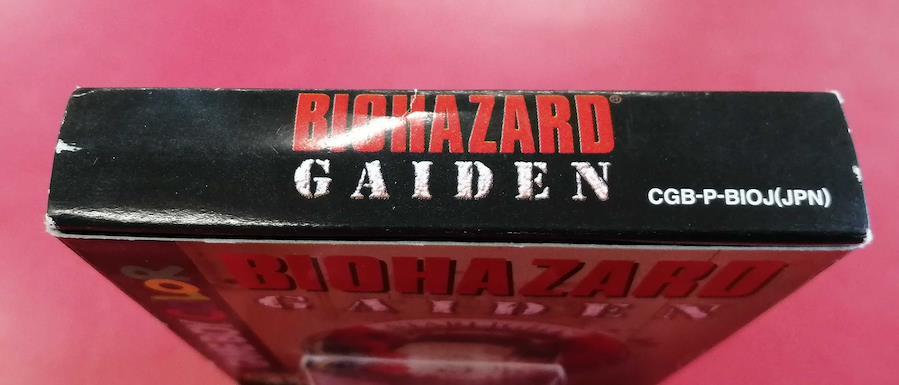 BIOHAZARD®
GAIDEN
CGB-P-BIOJ(JPN)
BIOHAZARD
GAIDEN